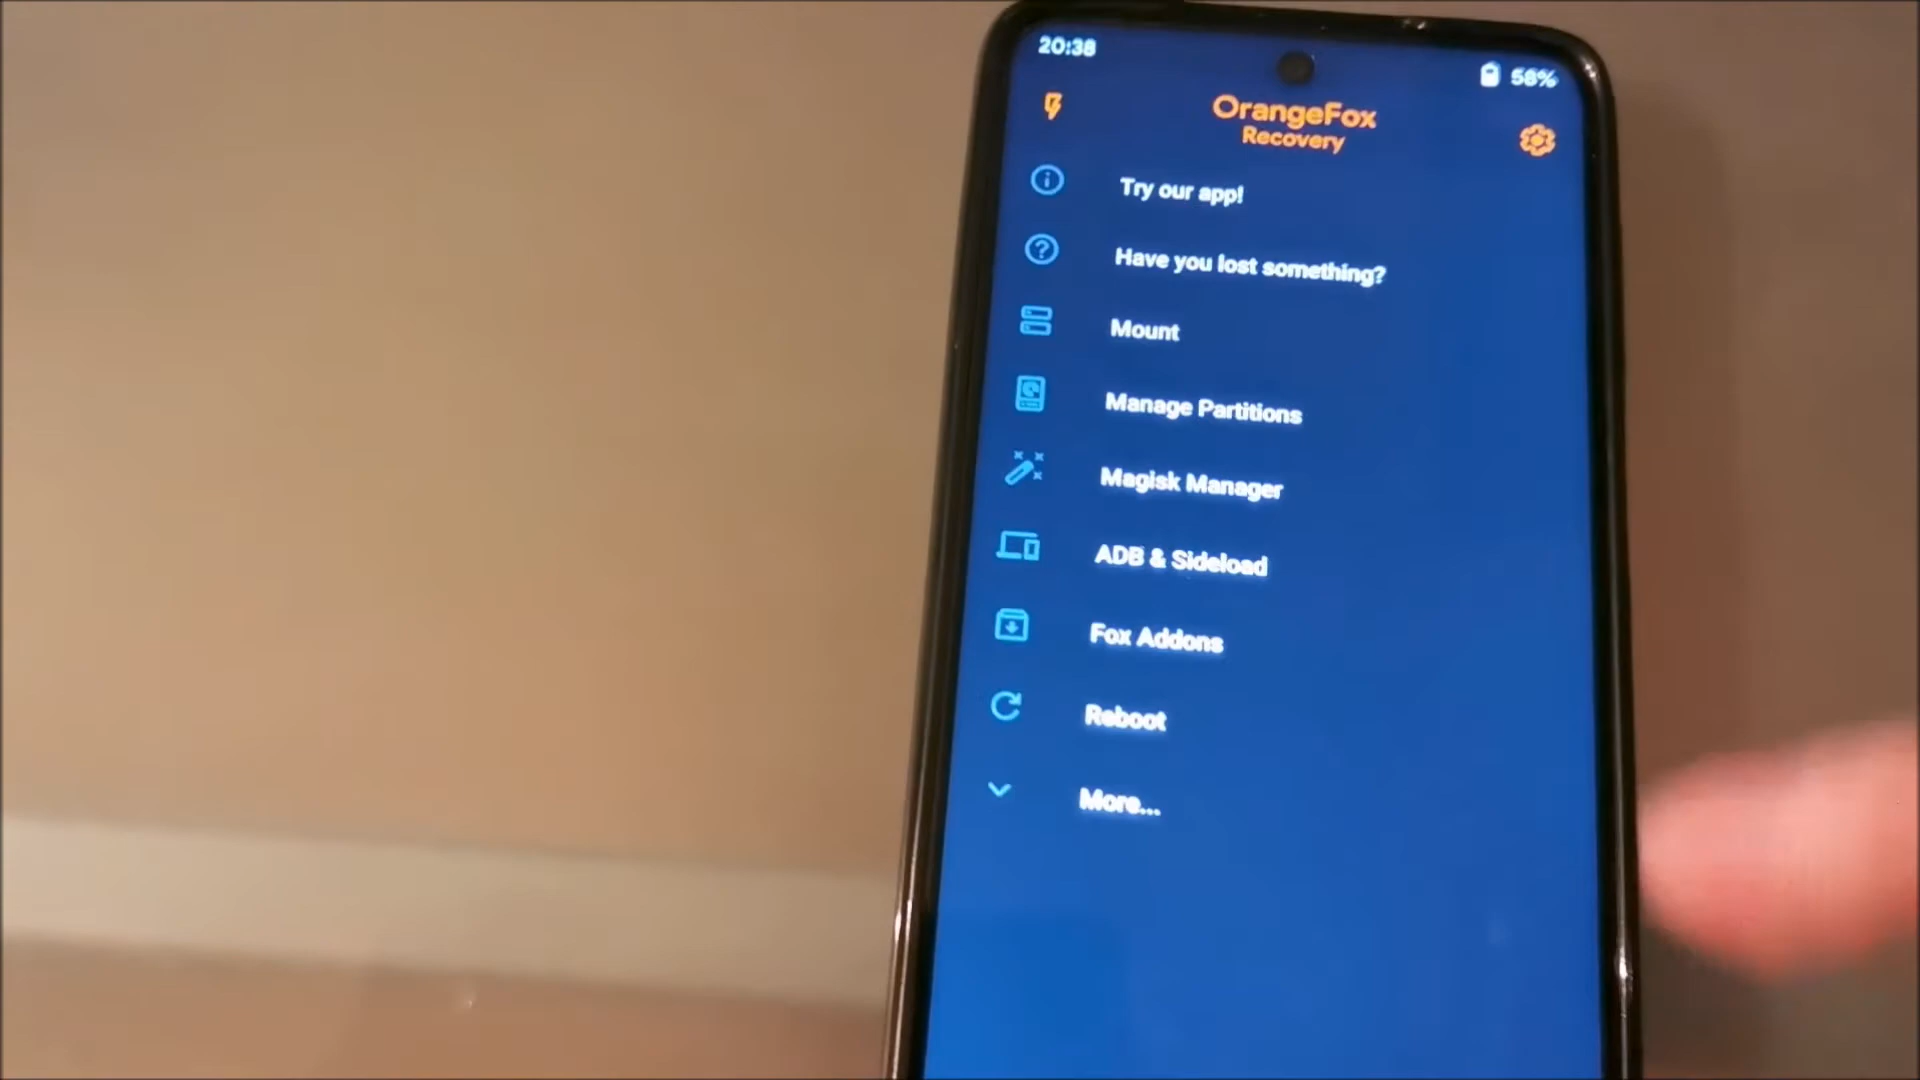 20:38
58%
OrangeFox
Recovery
Try our app!
Have you lost something?
Mount
Manage Partitions
Magisk Manager
ADB & Sideload
Fox Addons
Reboot
More...